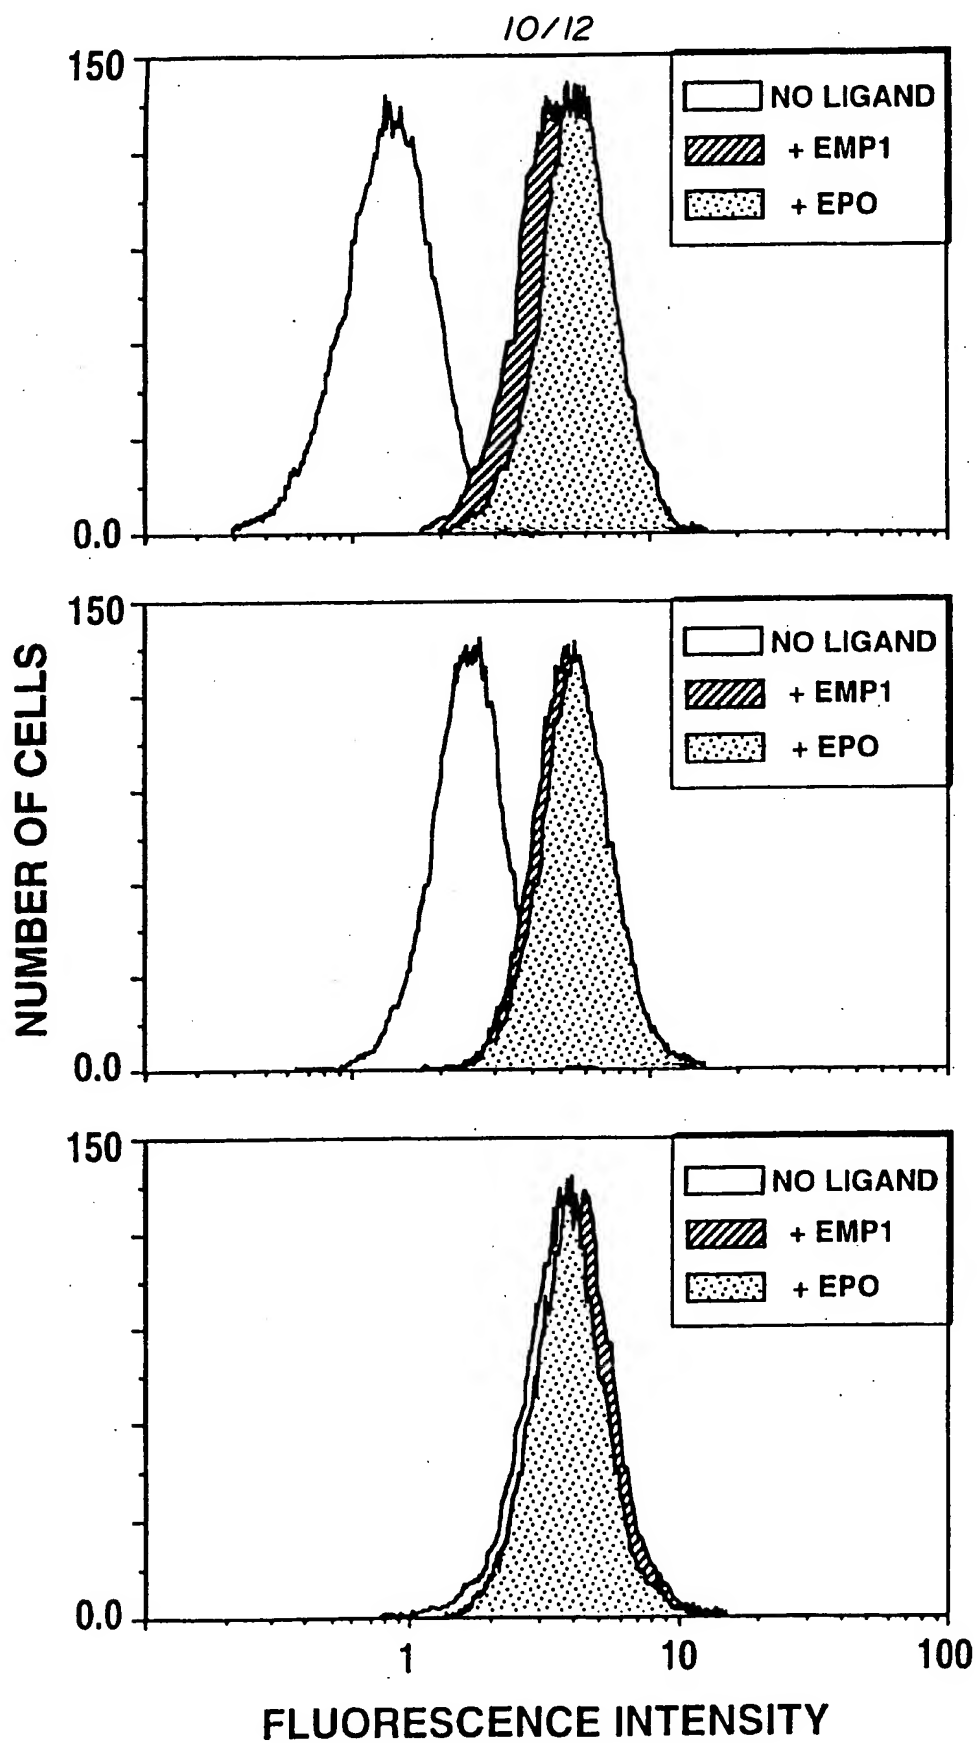 10/12
150
NO LIGAND
+ EMP1
+ EPO
0.0
150
NO LIGAND
+ EMP1
+ EPO
0.0
NUMBER OF CELLS
150
NO LIGAND
+ EMP1
+ EPO
0.0
1 10 100
FLUORESCENCE INTENSITY